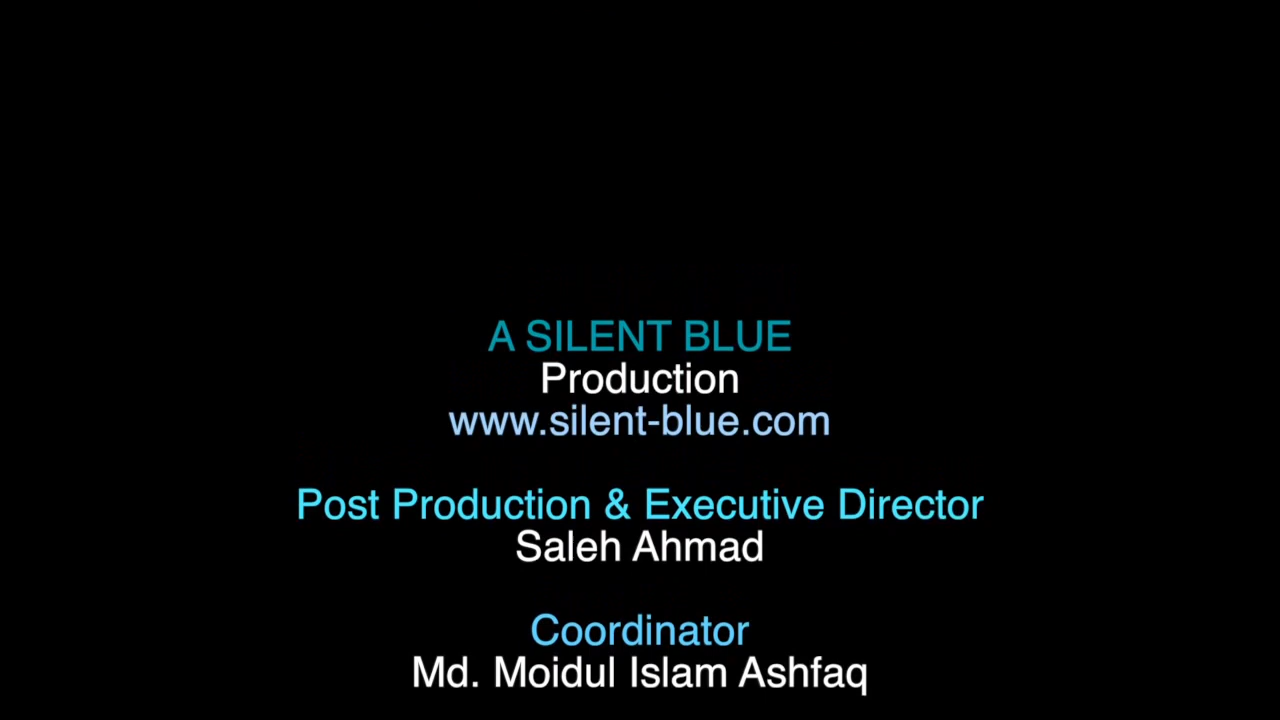 A SILENT BLUE
Production
www.silent-blue.com
Post Production & Executive Director
Saleh Ahmad
Coordinator
Md. Moidul Islam Ashfaq